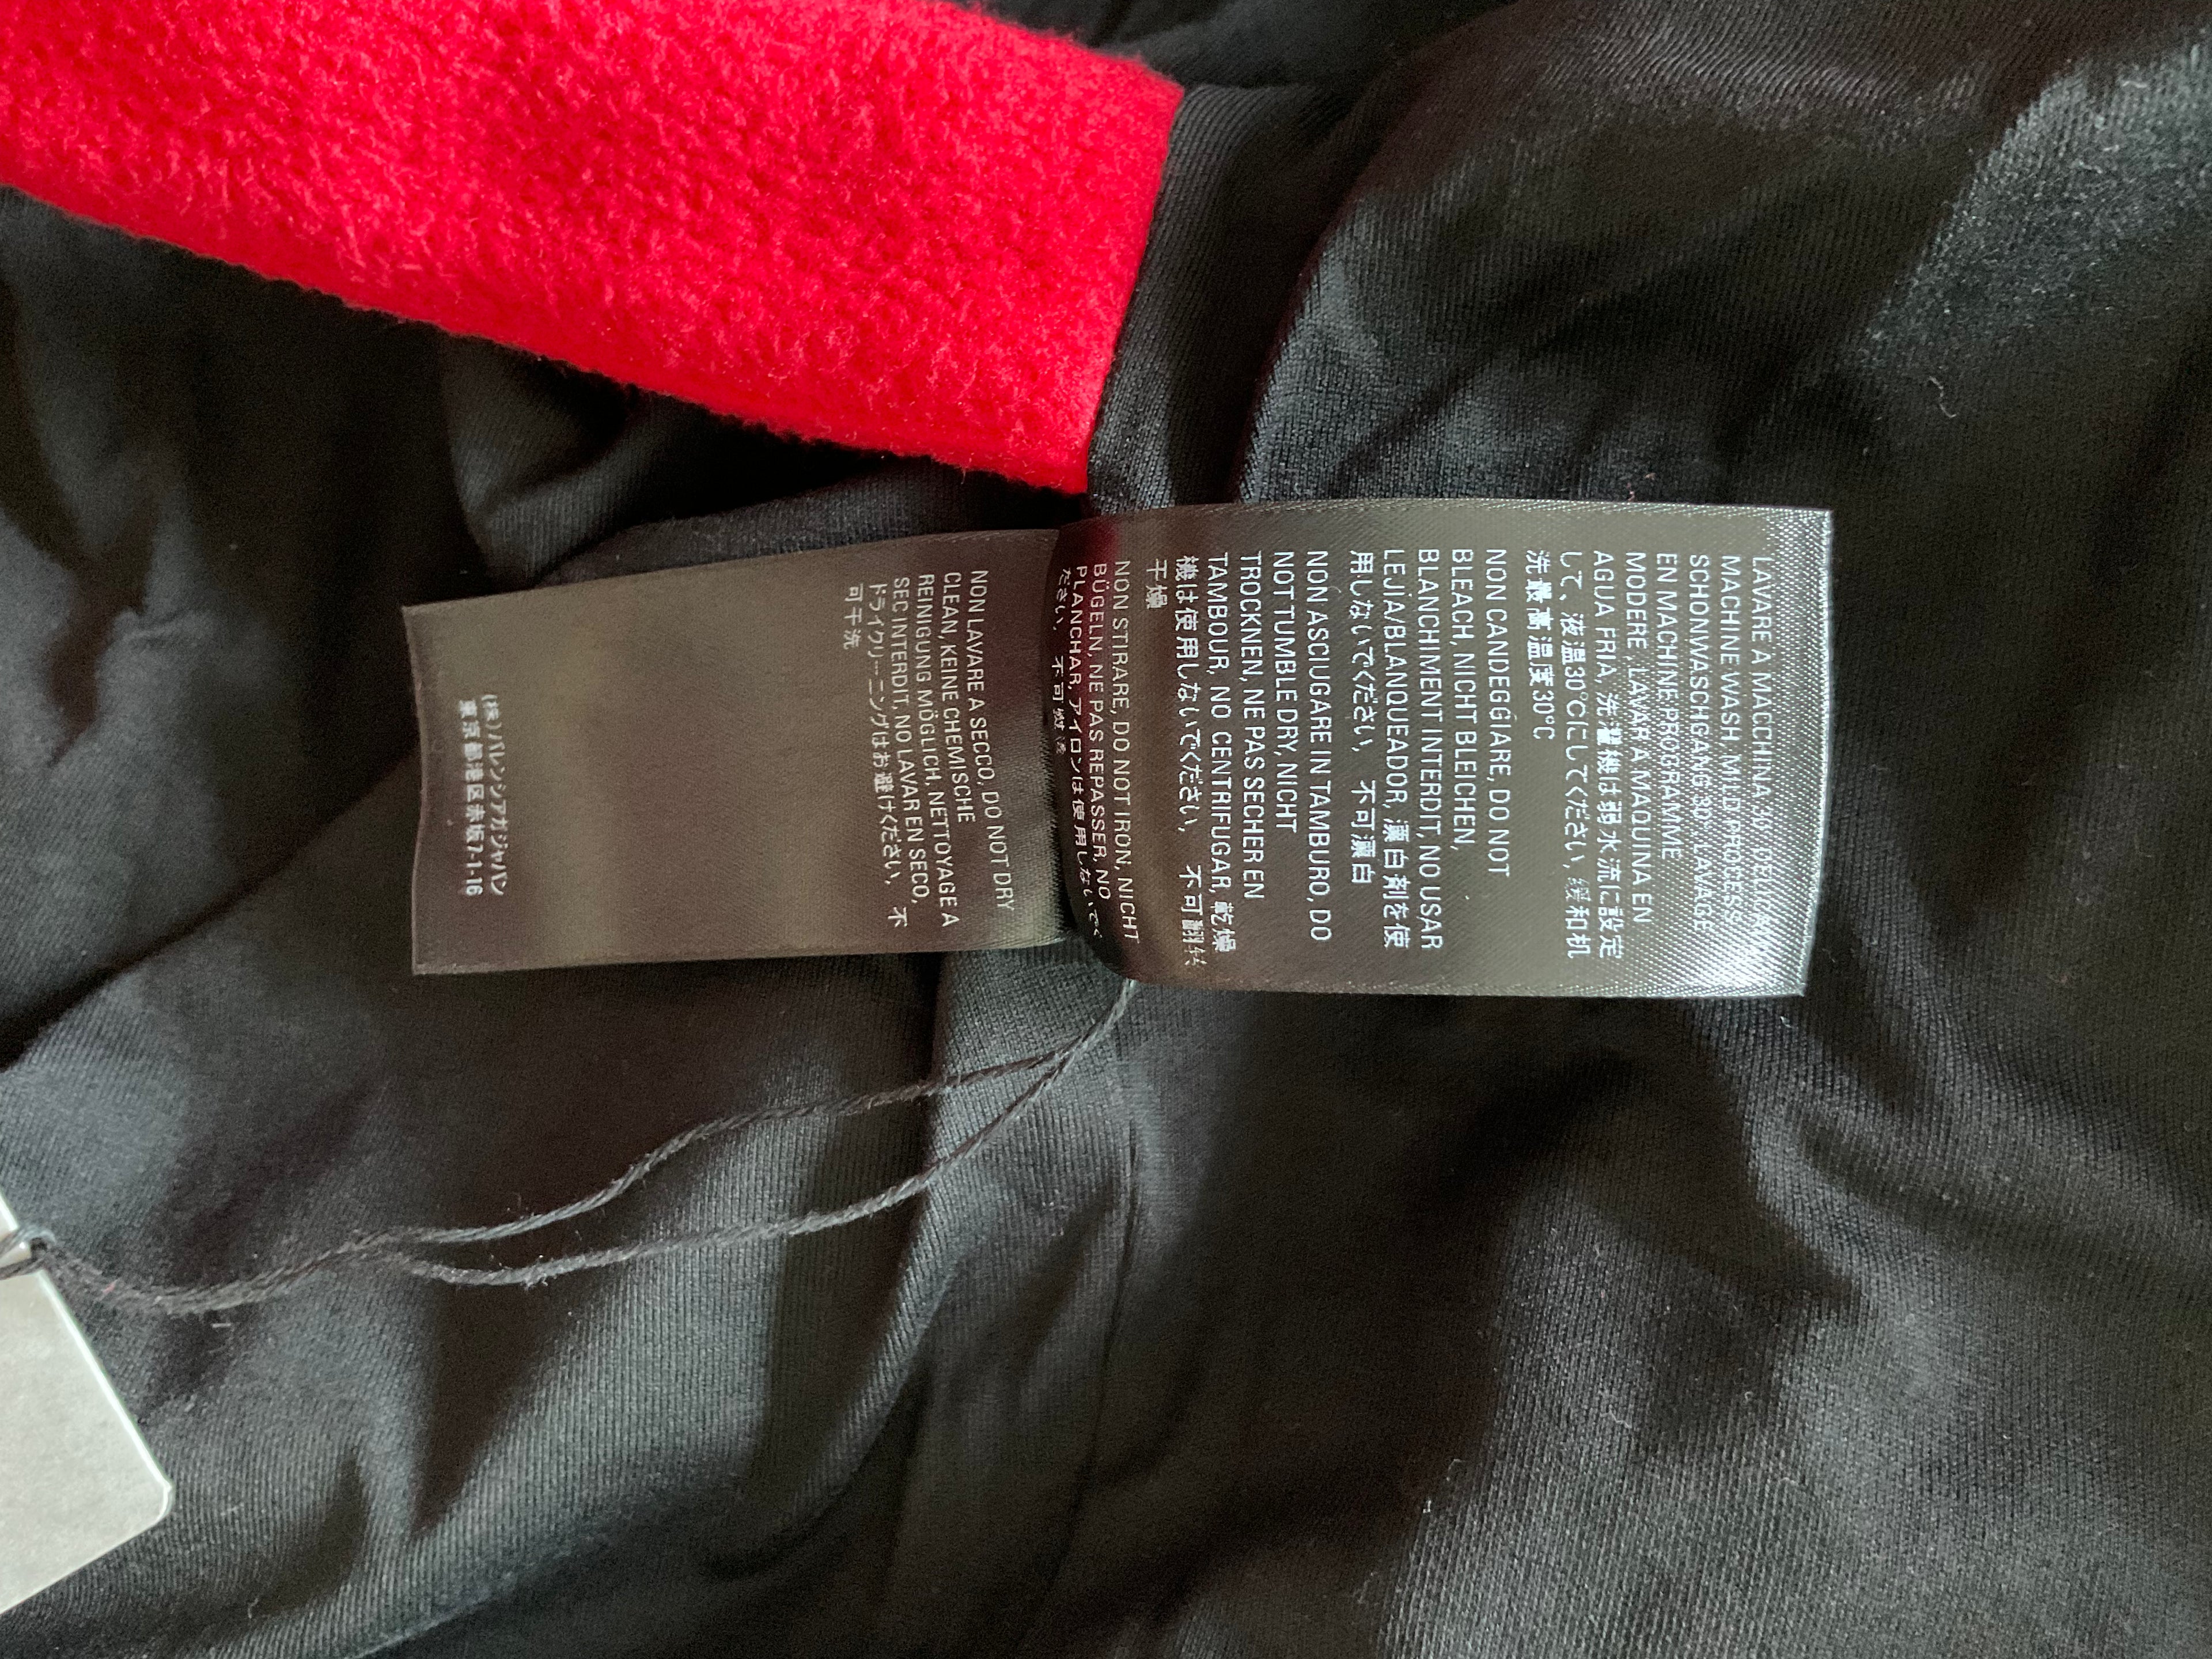 LAVARE A MACCHINA 30°
MACHINE WASH, MILD PROCESS
SCHONWASCHGANG 30°, LAVAGE
EN MACHINE PROGRAMME
MODERE, LAVAR A MAQUINA EN
AGUA FRIA, 洗濯機は弱水流に設定
して、液温30℃にしてください, 缓和机
洗最高温度30°C
NON CANDEGGIARE, DO NOT
BLEACH, NICHT BLEICHEN,
BLANCHIMENT INTERDIT, NO USAR
LEJIA/BLANQUEADOR, 漂白剤を使
用しないでください, 不可漂白
NON ASCIUGARE IN TAMBURO, DO
NOT TUMBLE DRY, NICHT
TROCKNEN, NE PAS SECHER EN
TAMBOUR, NO CENTRIFUGAR, 乾燥
機は使用しないでください, 不可翻转
干燥
NON STIRARE, DO NOT IRON, NICHT
BÜGELN, NE PAS REPASSER, NO
PLANCHAR, アイロンは使用しないでく
ださい, 不可熨烫
NON LAVARE A SECCO, DO NOT DRY
CLEAN, KEINE CHEMISCHE
REINIGUNG MÖGLICH, NETTOYAGE A
SEC INTERDIT, NO LAVAR EN SECO,
ドライクリーニングはお避けください, 不
可干洗
(株)バレンシアガジャパン
東京都港区赤坂7-1-16